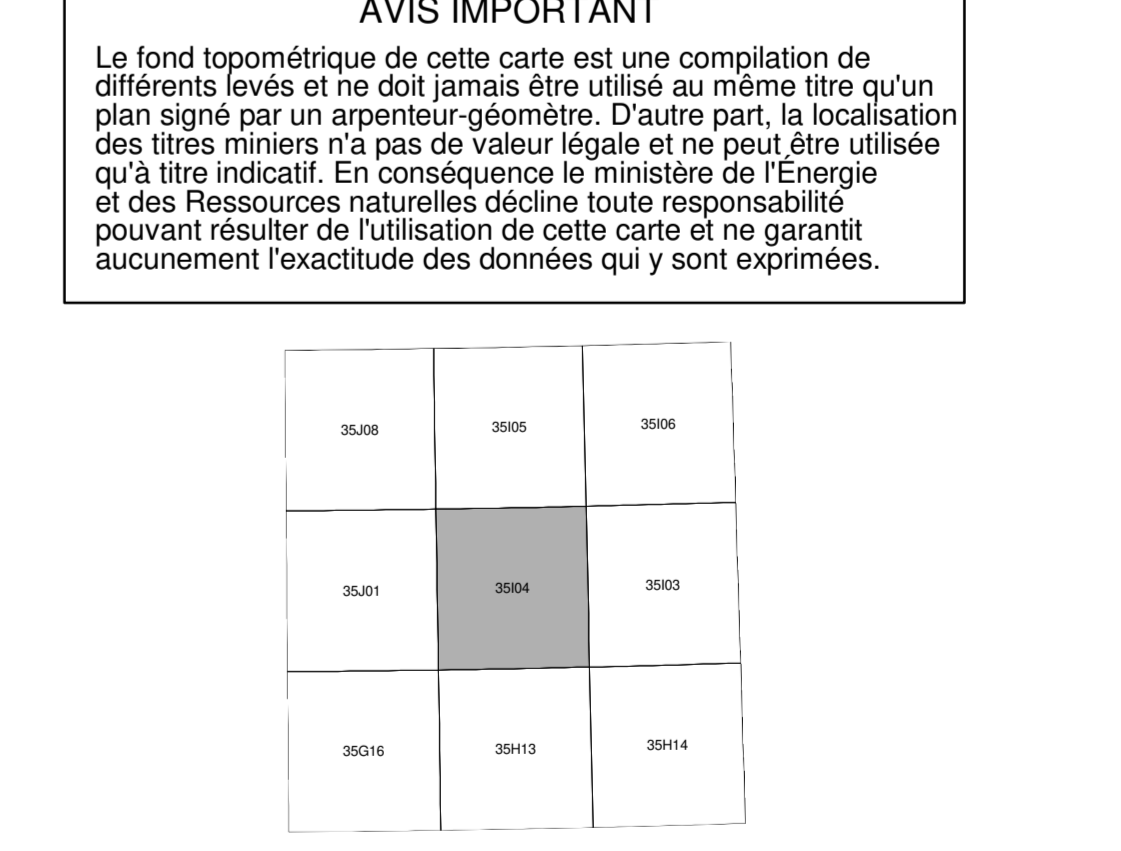 AVIS IMPORTANT
Le fond topométrique de cette carte est une compilation de
différents levés et ne doit jamais être utilisé au même titre qu'un
plan signé par un arpenteur-géomètre. D'autre part, la localisation
des titres miniers n'a pas de valeur légale et ne peut être utilisée
qu'à titre indicatif. En conséquence le ministère de l'Énergie
et des Ressources naturelles décline toute responsabilité
pouvant résulter de l'utilisation de cette carte et ne garantit
aucunement l'exactitude des données qui y sont exprimées.
35J08
35I05
35I06
35J01
35I04
35I03
35G16
35H13
35H14